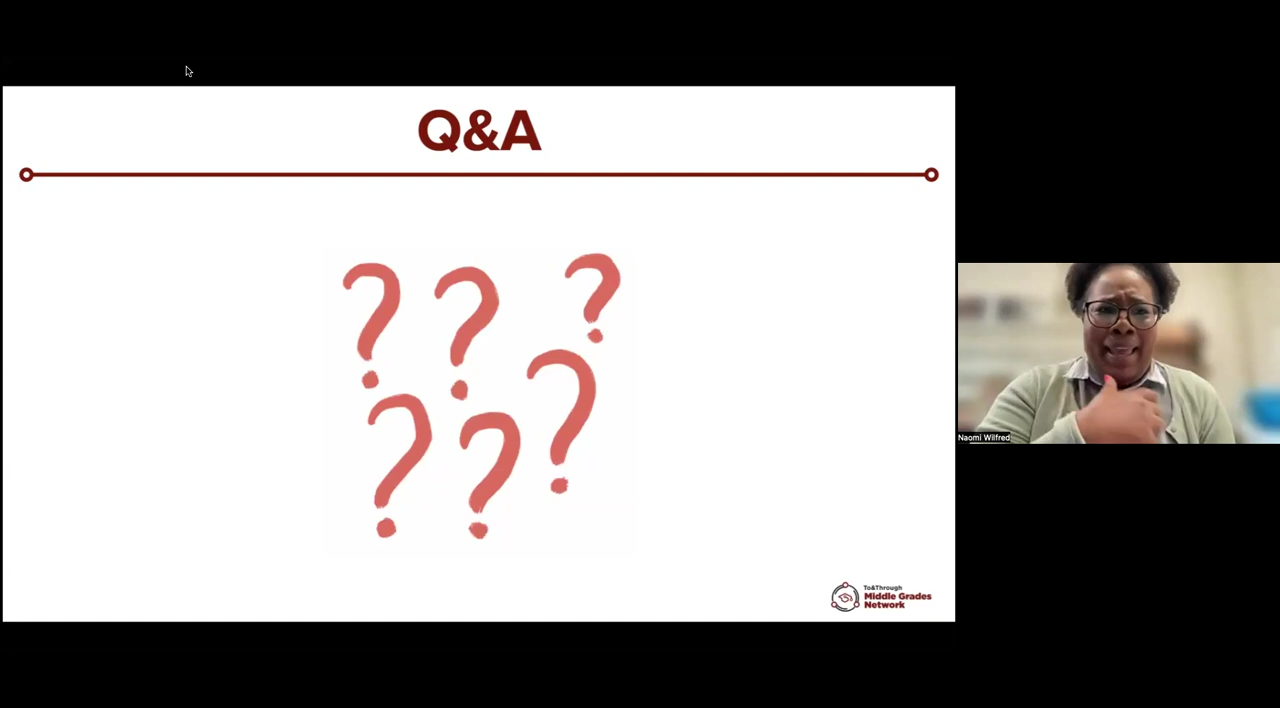 Q&A
? ? ?
? ? ?
To&Through
Middle Grades
Network
Naomi Wilfred